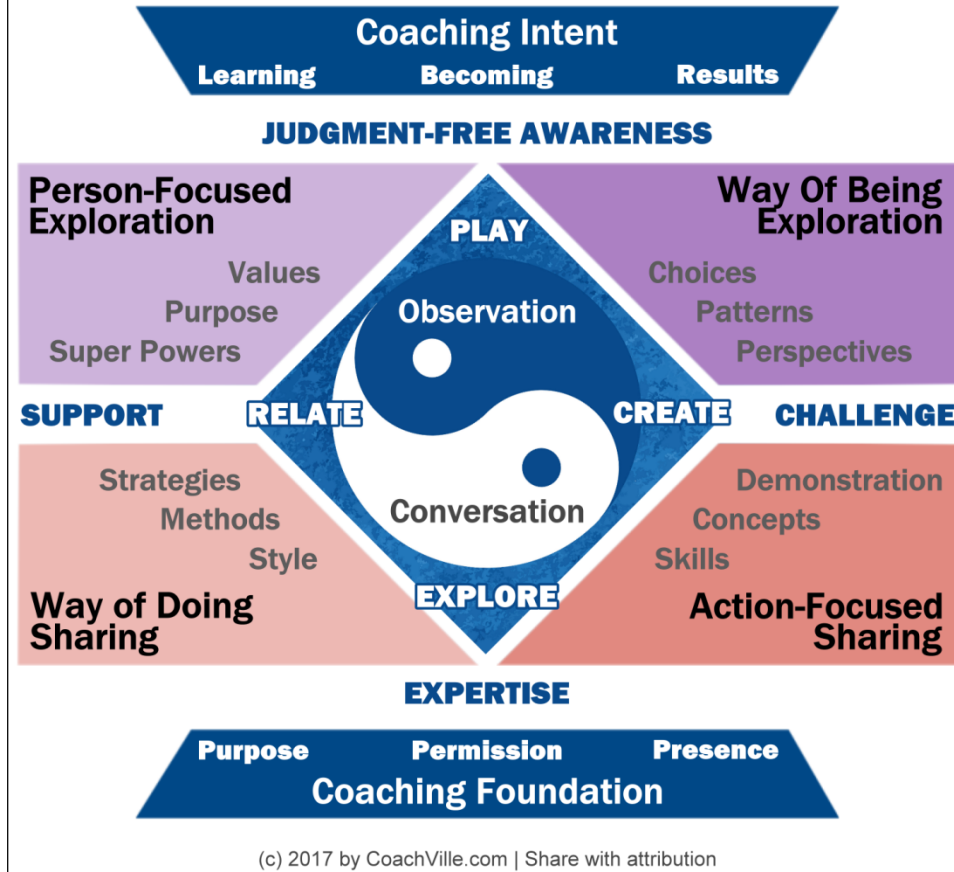 Coaching Intent
Learning Becoming Results
JUDGMENT-FREE AWARENESS
Person-Focused
Exploration
Values
Purpose
Super Powers
Way Of Being
Exploration
Choices
Patterns
Perspectives
PLAY
Observation
SUPPORT
RELATE
CREATE
CHALLENGE
Conversation
EXPLORE
Strategies
Methods
Style
Way of Doing
Sharing
Demonstration
Concepts
Skills
Action-Focused
Sharing
EXPERTISE
Purpose Permission Presence
Coaching Foundation
(c) 2017 by CoachVille.com | Share with attribution